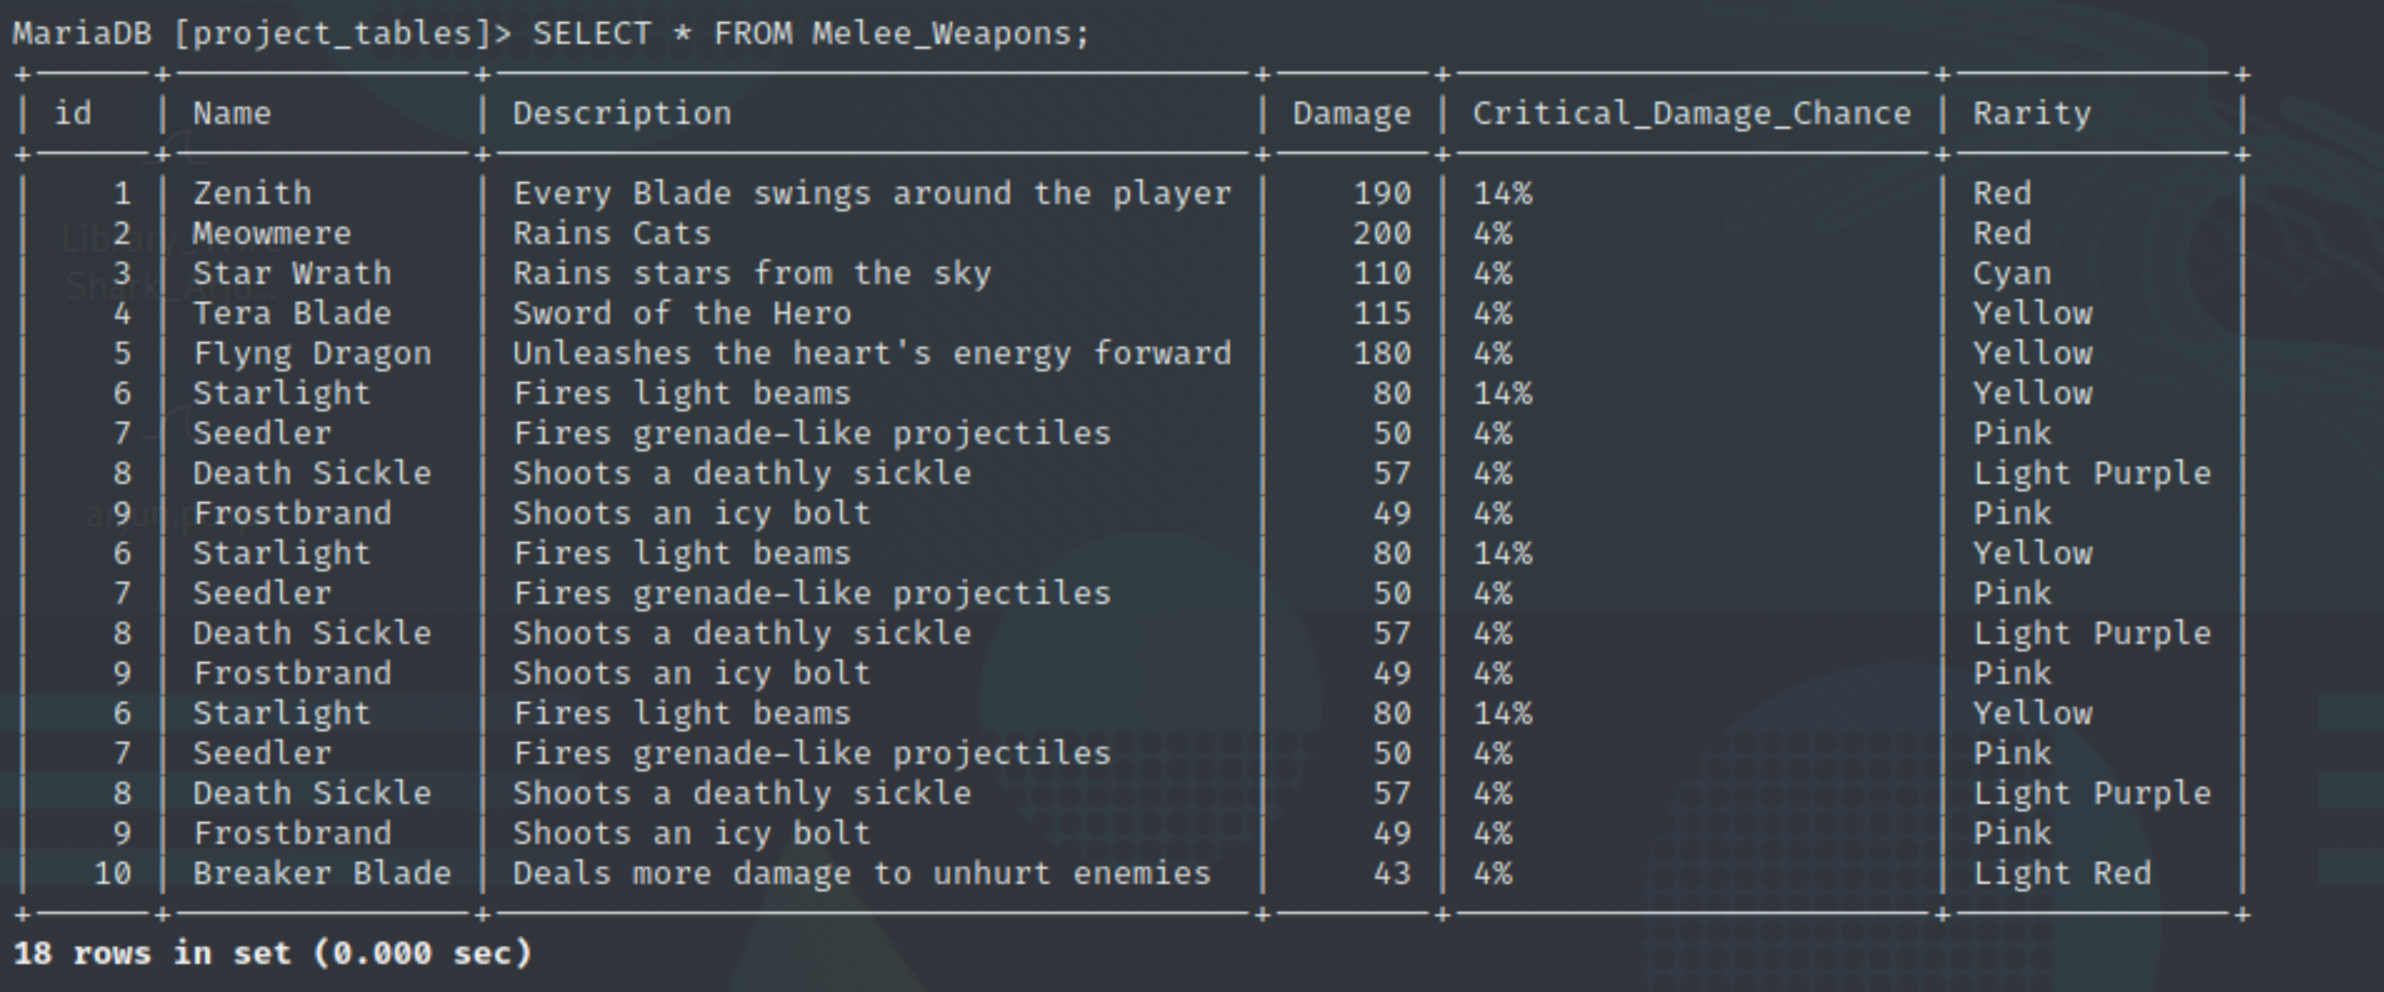 MariaDB [project_tables]> SELECT * FROM Melee_Weapons;
| id | Name | Description | Damage | Critical_Damage_Chance | Rarity |
| 1 | Zenith | Every Blade swings around the player | 190 | 14% | Red |
| 2 | Meowmere | Rains Cats | 200 | 4% | Red |
| 3 | Star Wrath | Rains stars from the sky | 110 | 4% | Cyan |
| 4 | Tera Blade | Sword of the Hero | 115 | 4% | Yellow |
| 5 | Flyng Dragon | Unleashes the heart's energy forward | 180 | 4% | Yellow |
| 6 | Starlight | Fires light beams | 80 | 14% | Yellow |
| 7 | Seedler | Fires grenade-like projectiles | 50 | 4% | Pink |
| 8 | Death Sickle | Shoots a deathly sickle | 57 | 4% | Light Purple |
| 9 | Frostbrand | Shoots an icy bolt | 49 | 4% | Pink |
| 6 | Starlight | Fires light beams | 80 | 14% | Yellow |
| 7 | Seedler | Fires grenade-like projectiles | 50 | 4% | Pink |
| 8 | Death Sickle | Shoots a deathly sickle | 57 | 4% | Light Purple |
| 9 | Frostbrand | Shoots an icy bolt | 49 | 4% | Pink |
| 6 | Starlight | Fires light beams | 80 | 14% | Yellow |
| 7 | Seedler | Fires grenade-like projectiles | 50 | 4% | Pink |
| 8 | Death Sickle | Shoots a deathly sickle | 57 | 4% | Light Purple |
| 9 | Frostbrand | Shoots an icy bolt | 49 | 4% | Pink |
| 10 | Breaker Blade | Deals more damage to unhurt enemies | 43 | 4% | Light Red |
18 rows in set (0.000 sec)